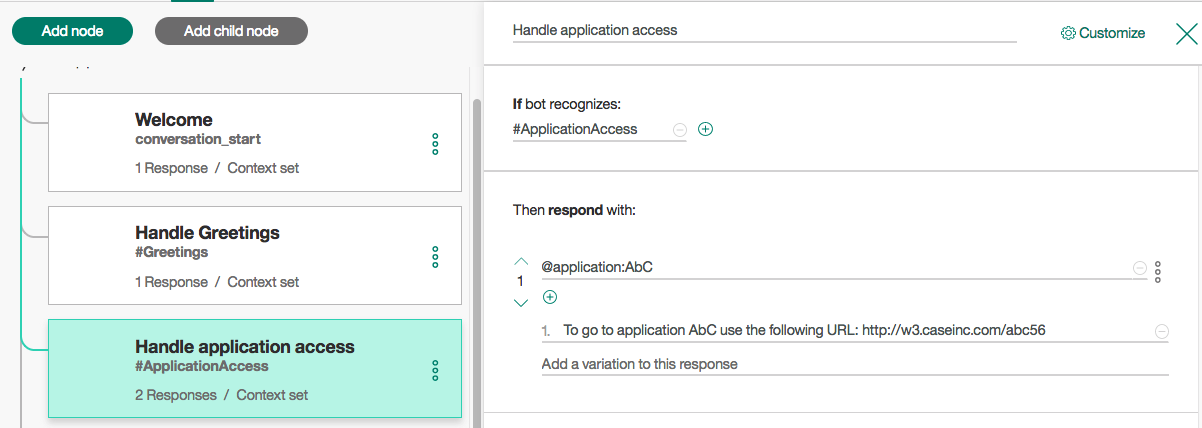 Add node
Add child node
Welcome
conversation_start
1 Response / Context set
Handle Greetings
#Greetings
1 Response / Context set
Handle application access
#ApplicationAccess
2 Responses / Context set
Handle application access
Customize
If bot recognizes:
#ApplicationAccess
Then respond with:
@application:AbC
1
1. To go to application AbC use the following URL: http://w3.caseinc.com/abc56
Add a variation to this response